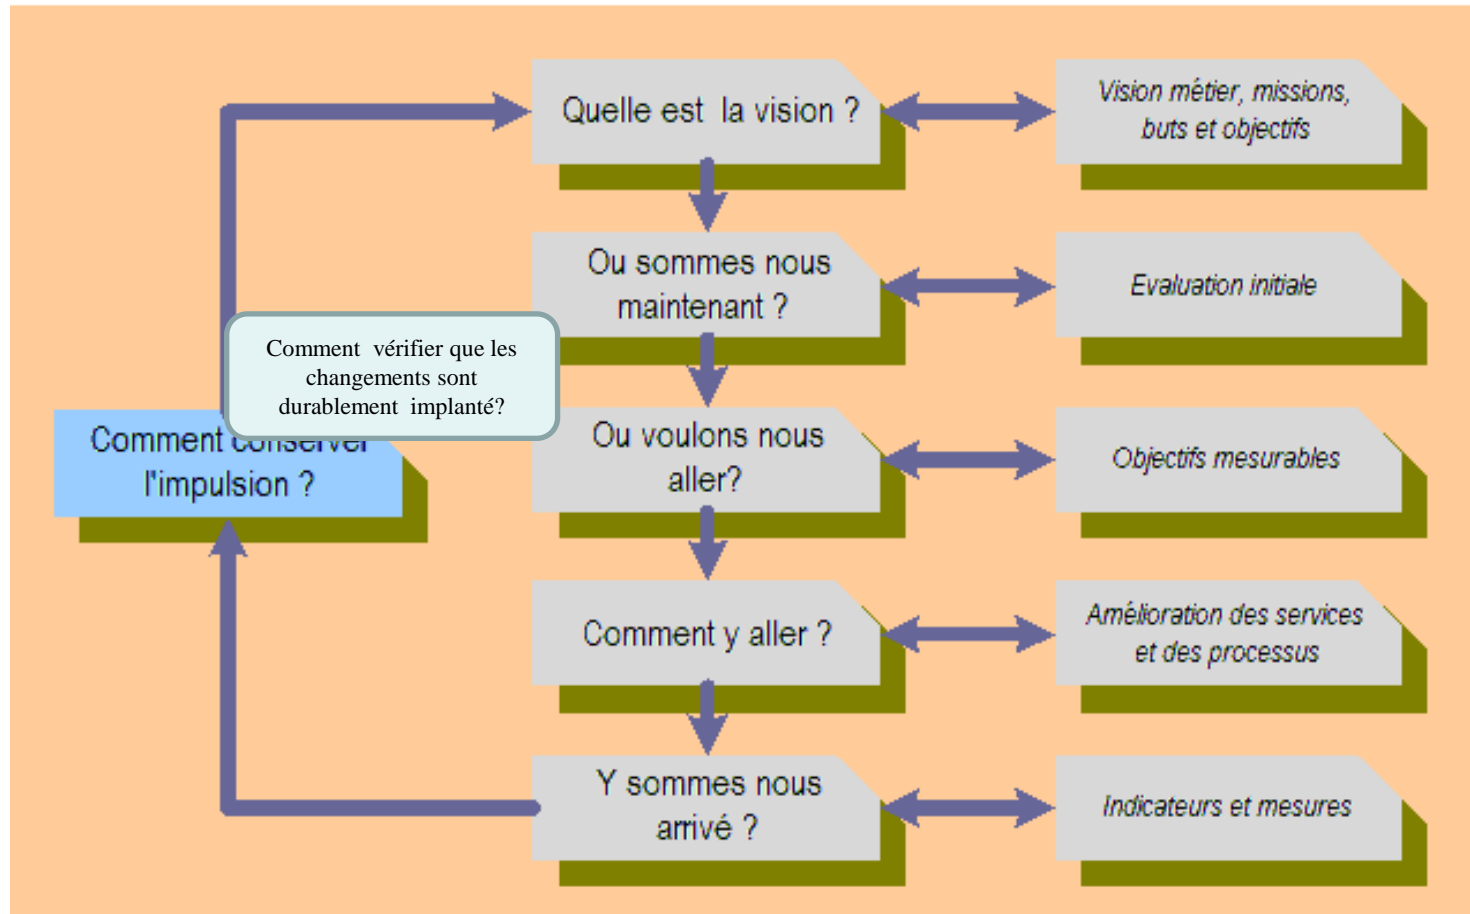 Quelle est la vision ?
Vision métier, missions,
buts et objectifs
Ou sommes nous
maintenant ?
Evaluation initiale
Comment vérifier que les
changements sont
durablement implanté?
Comment conserver
l'impulsion ?
Ou voulons nous
aller?
Objectifs mesurables
Comment y aller ?
Amélioration des services
et des processus
Y sommes nous
arrivé ?
Indicateurs et mesures